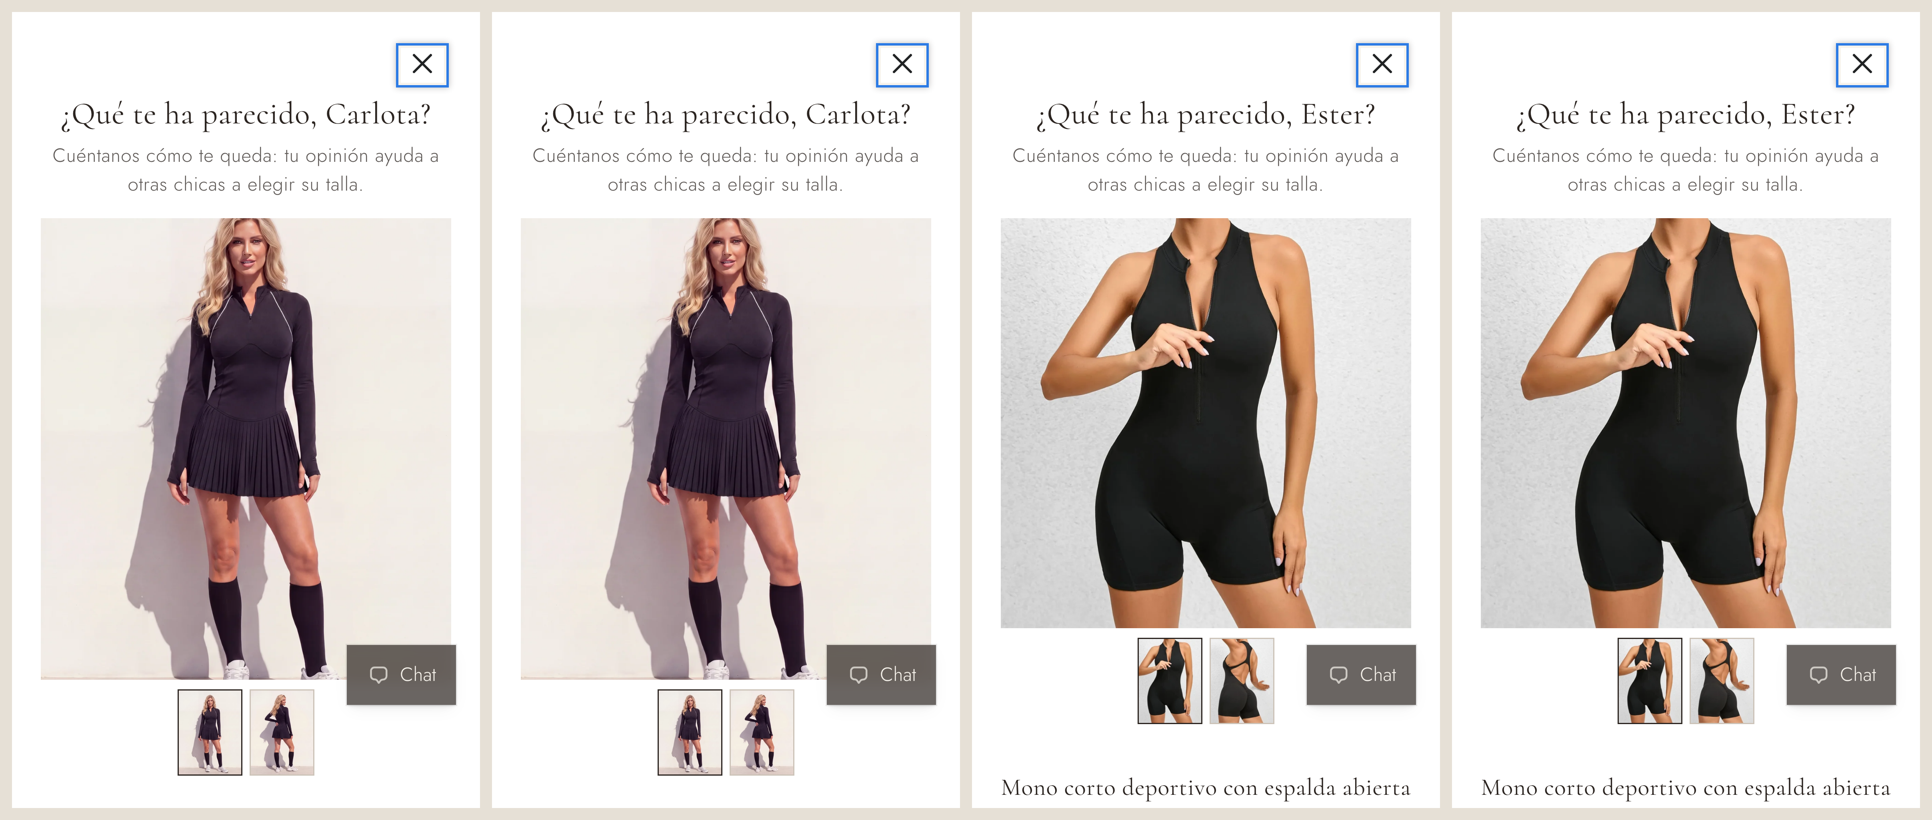 ¿Qué te ha parecido, Carlota?
Cuéntanos cómo te queda: tu opinión ayuda a
otras chicas a elegir su talla.
Chat
¿Qué te ha parecido, Carlota?
Cuéntanos cómo te queda: tu opinión ayuda a
otras chicas a elegir su talla.
Chat
¿Qué te ha parecido, Ester?
Cuéntanos cómo te queda: tu opinión ayuda a
otras chicas a elegir su talla.
Chat
Mono corto deportivo con espalda abierta
¿Qué te ha parecido, Ester?
Cuéntanos cómo te queda: tu opinión ayuda a
otras chicas a elegir su talla.
Chat
Mono corto deportivo con espalda abierta